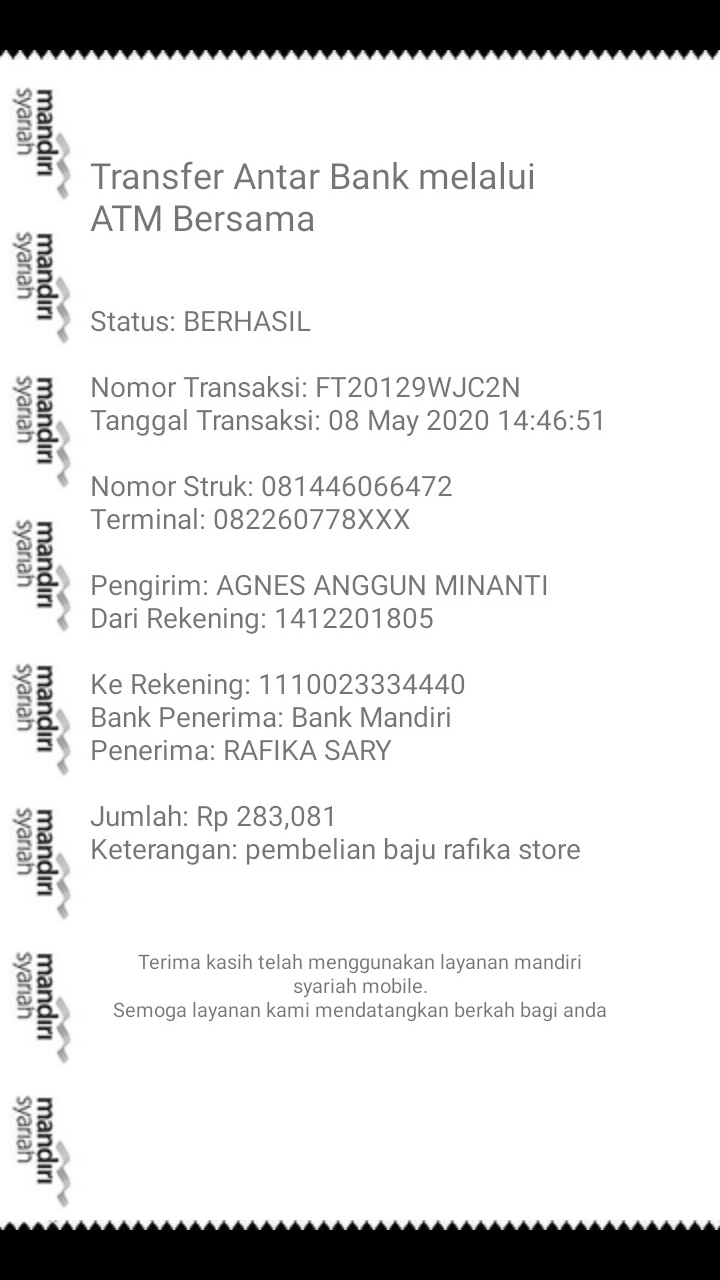 mandiri
syariah
mandiri
syariah
mandiri
syariah
mandiri
syariah
mandiri
syariah
mandiri
syariah
mandiri
syariah
mandiri
syariah
Transfer Antar Bank melalui
ATM Bersama
Status: BERHASIL
Nomor Transaksi: FT20129WJC2N
Tanggal Transaksi: 08 May 2020 14:46:51
Nomor Struk: 081446066472
Terminal: 082260778XXX
Pengirim: AGNES ANGGUN MINANTI
Dari Rekening: 1412201805
Ke Rekening: 1110023334440
Bank Penerima: Bank Mandiri
Penerima: RAFIKA SARY
Jumlah: Rp 283,081
Keterangan: pembelian baju rafika store
Terima kasih telah menggunakan layanan mandiri
syariah mobile.
Semoga layanan kami mendatangkan berkah bagi anda